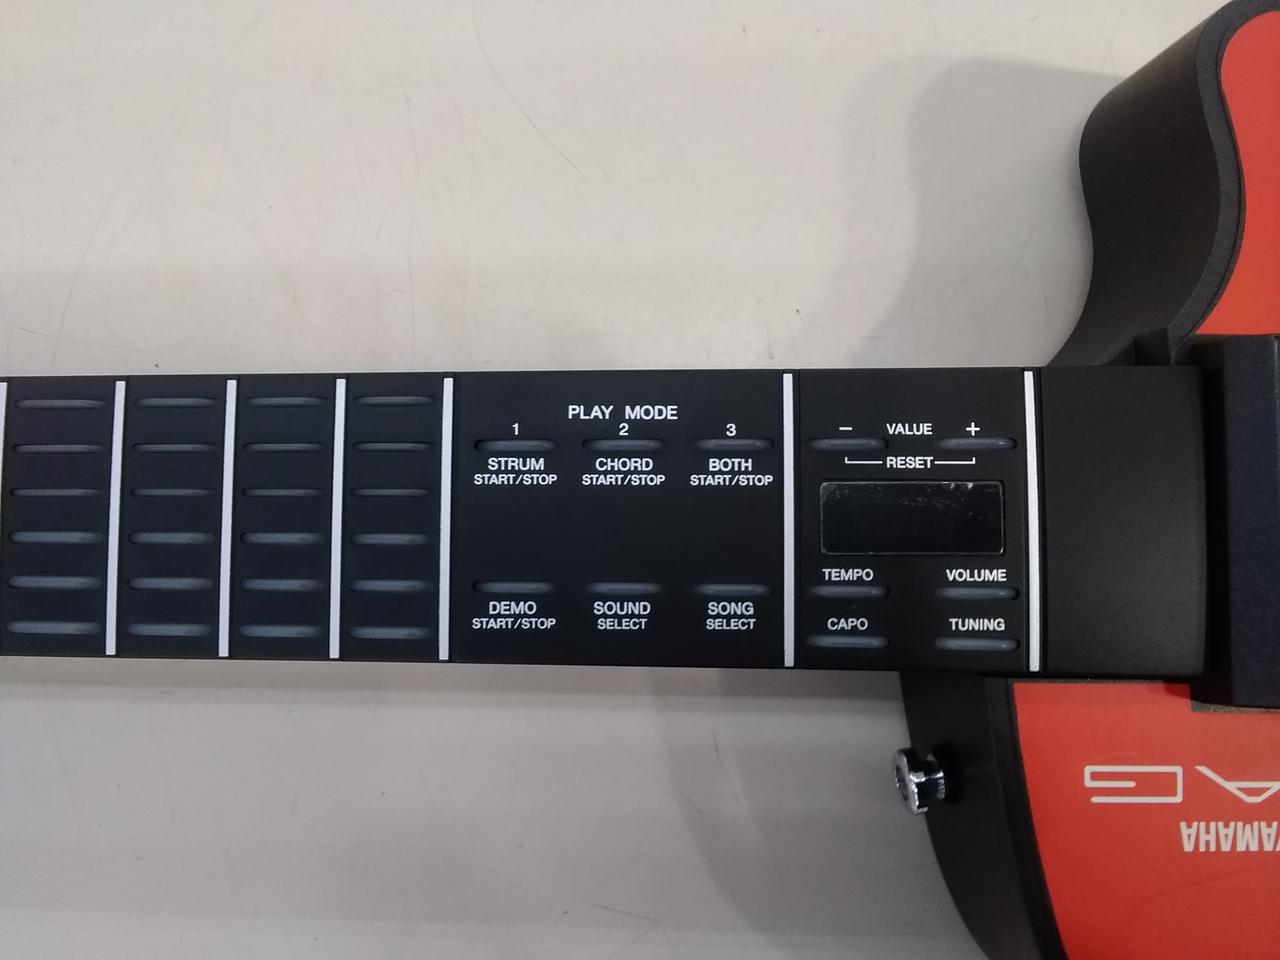 PLAY MODE
1 2 3
STRUM CHORD BOTH
START/STOP START/STOP START/STOP
DEMO SOUND SONG
START/STOP SELECT SELECT
− VALUE +
RESET
TEMPO VOLUME
CAPO TUNING
YAMAHA